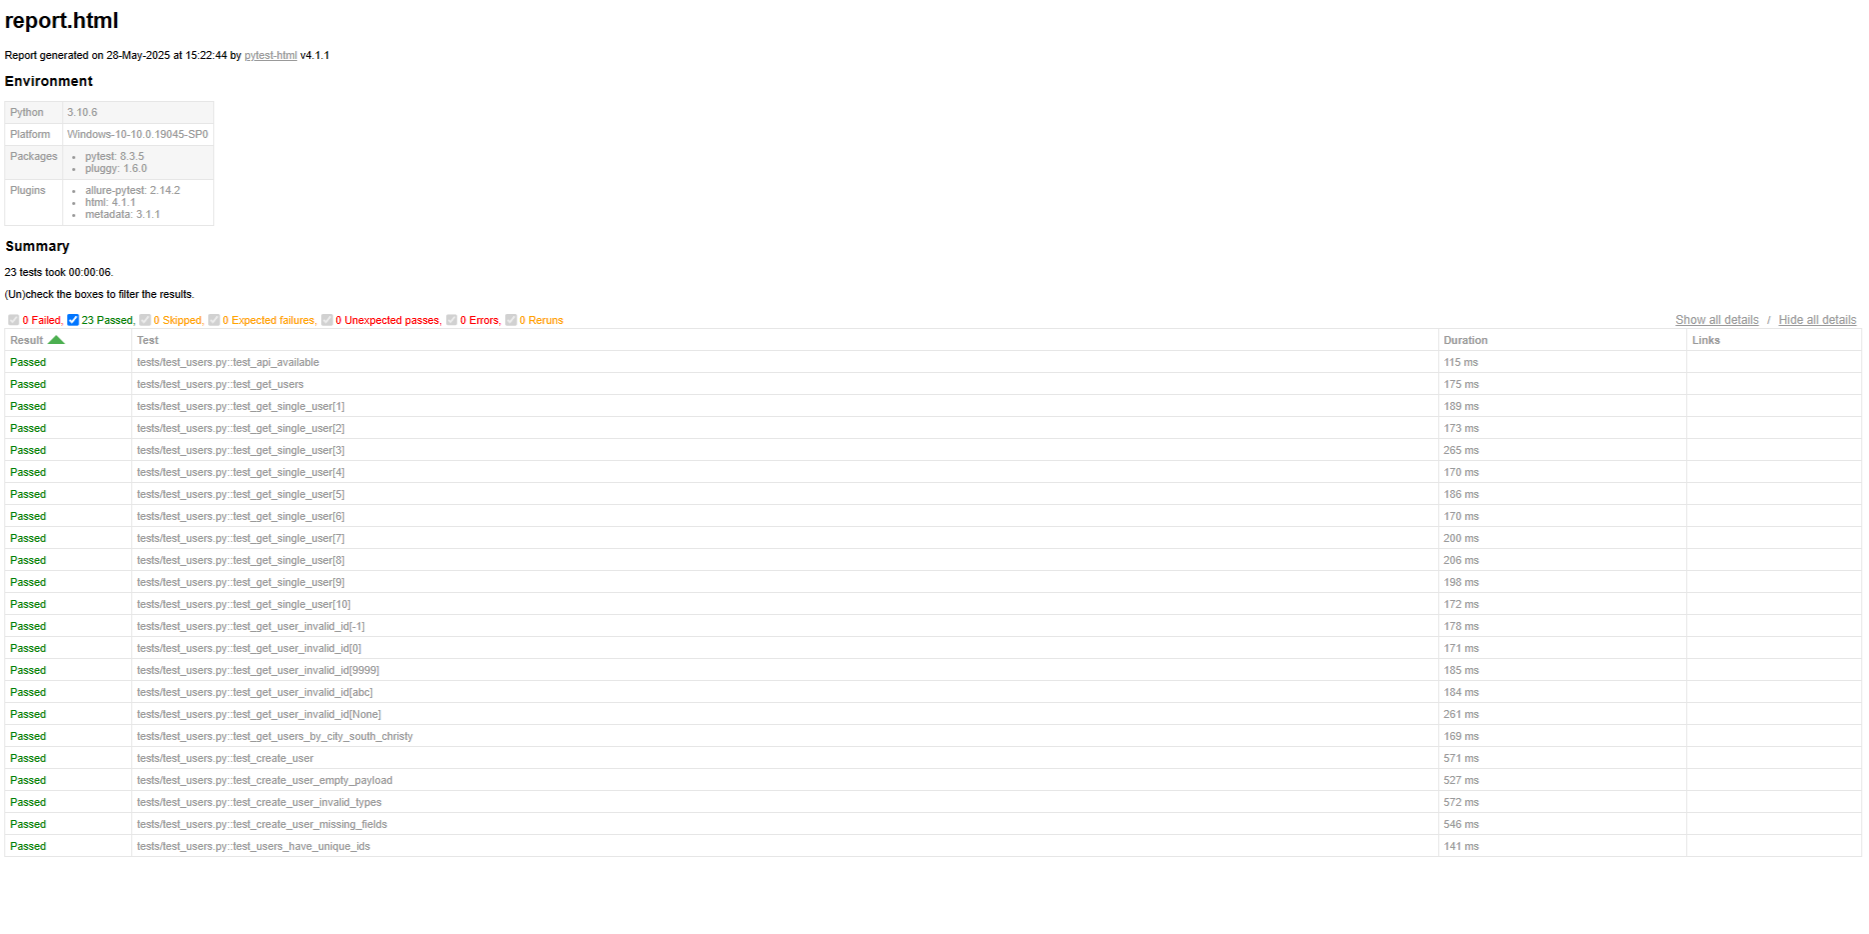 report.html
Report generated on 28-May-2025 at 15:22:44 by pytest-html v4.1.1
Environment
Python 3.10.6
Platform Windows-10-10.0.19045-SP0
Packages • pytest: 8.3.5
• pluggy: 1.6.0
Plugins • allure-pytest: 2.14.2
• html: 4.1.1
• metadata: 3.1.1
Summary
23 tests took 00:00:06.
(Un)check the boxes to filter the results.
0 Failed, 23 Passed, 0 Skipped, 0 Expected failures, 0 Unexpected passes, 0 Errors, 0 Reruns Show all details / Hide all details
Result Test Duration Links
Passed tests/test_users.py::test_api_available 115 ms
Passed tests/test_users.py::test_get_users 175 ms
Passed tests/test_users.py::test_get_single_user[1] 189 ms
Passed tests/test_users.py::test_get_single_user[2] 173 ms
Passed tests/test_users.py::test_get_single_user[3] 265 ms
Passed tests/test_users.py::test_get_single_user[4] 170 ms
Passed tests/test_users.py::test_get_single_user[5] 186 ms
Passed tests/test_users.py::test_get_single_user[6] 170 ms
Passed tests/test_users.py::test_get_single_user[7] 200 ms
Passed tests/test_users.py::test_get_single_user[8] 206 ms
Passed tests/test_users.py::test_get_single_user[9] 198 ms
Passed tests/test_users.py::test_get_single_user[10] 172 ms
Passed tests/test_users.py::test_get_user_invalid_id[-1] 178 ms
Passed tests/test_users.py::test_get_user_invalid_id[0] 171 ms
Passed tests/test_users.py::test_get_user_invalid_id[9999] 185 ms
Passed tests/test_users.py::test_get_user_invalid_id[abc] 184 ms
Passed tests/test_users.py::test_get_user_invalid_id[None] 261 ms
Passed tests/test_users.py::test_get_users_by_city_south_christy 169 ms
Passed tests/test_users.py::test_create_user 571 ms
Passed tests/test_users.py::test_create_user_empty_payload 527 ms
Passed tests/test_users.py::test_create_user_invalid_types 572 ms
Passed tests/test_users.py::test_create_user_missing_fields 546 ms
Passed tests/test_users.py::test_users_have_unique_ids 141 ms